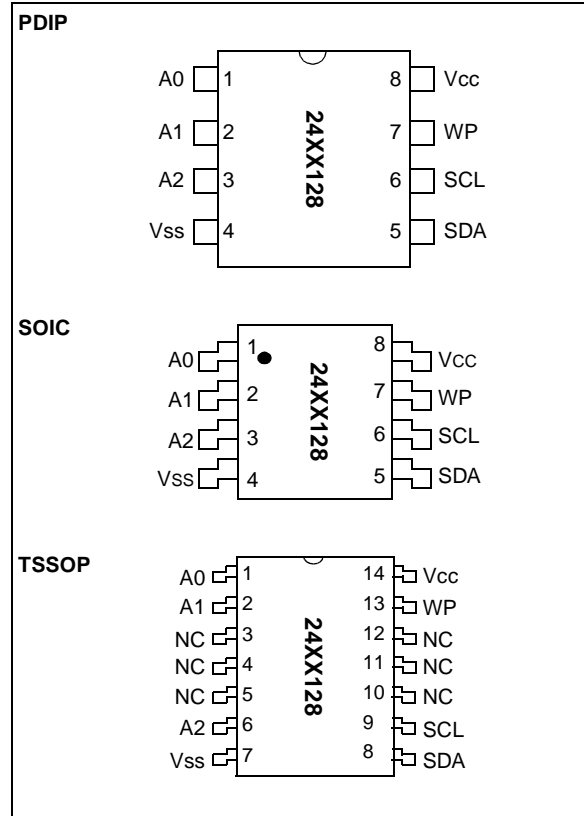 PDIP
A0 1 8 Vcc
A1 2 7 WP
A2 3 6 SCL
Vss 4 5 SDA
24XX128
SOIC
A0 1 8 Vcc
A1 2 7 WP
A2 3 6 SCL
Vss 4 5 SDA
24XX128
TSSOP
A0 1 14 Vcc
A1 2 13 WP
NC 3 12 NC
NC 4 11 NC
NC 5 10 NC
A2 6 9 SCL
Vss 7 8 SDA
24XX128